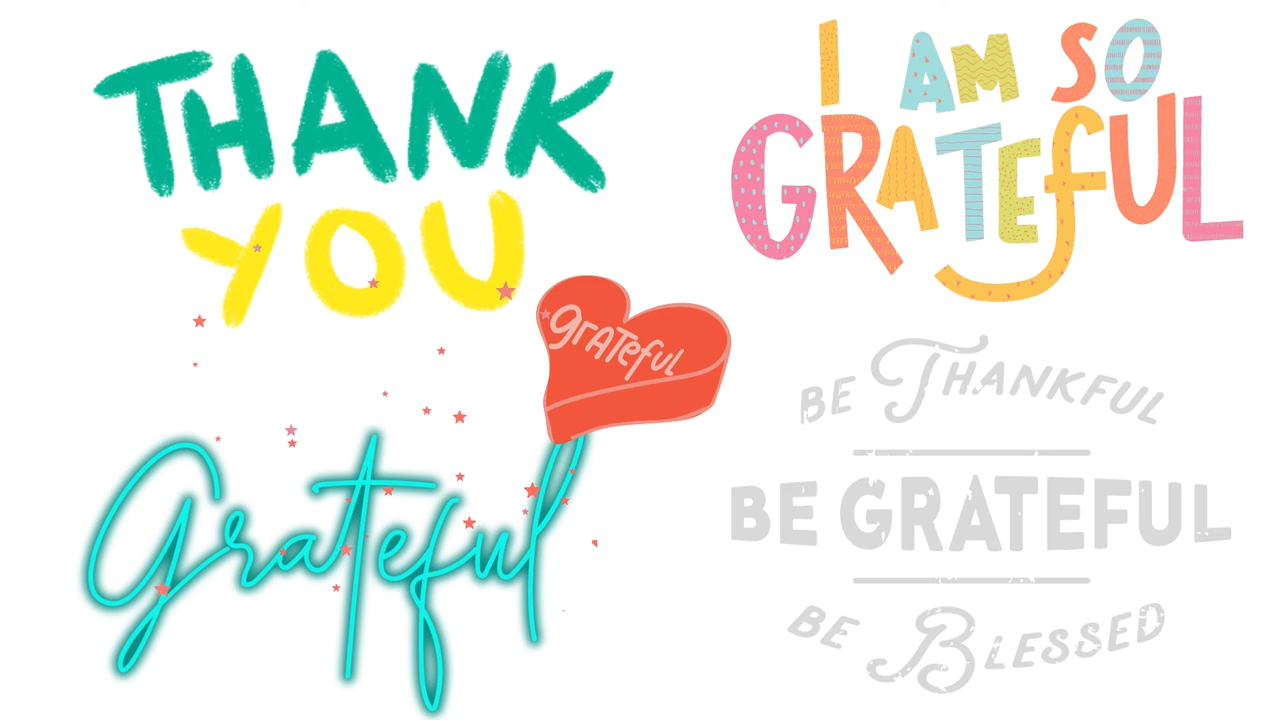 THANK
YOU
I AM SO
GRATEfUL
grATefuL
Grateful
BE THANKFUL
BE GRATEFUL
BE BLESSED